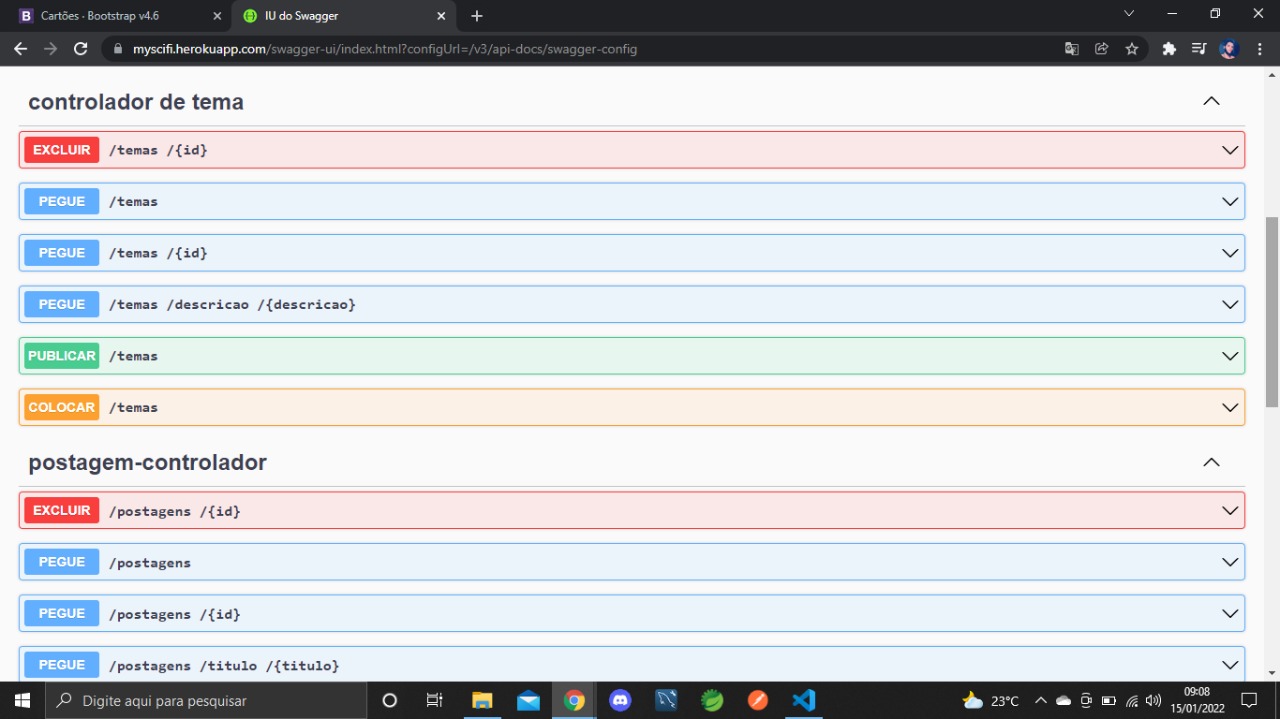 B Cartões · Bootstrap v4.6
IU do Swagger
myscifi.herokuapp.com/swagger-ui/index.html?configUrl=/v3/api-docs/swagger-config
controlador de tema
EXCLUIR /temas /{id}
PEGUE /temas
PEGUE /temas /{id}
PEGUE /temas /descricao /{descricao}
PUBLICAR /temas
COLOCAR /temas
postagem-controlador
EXCLUIR /postagens /{id}
PEGUE /postagens
PEGUE /postagens /{id}
PEGUE /postagens /titulo /{titulo}
Digite aqui para pesquisar
23°C
09:08
15/01/2022